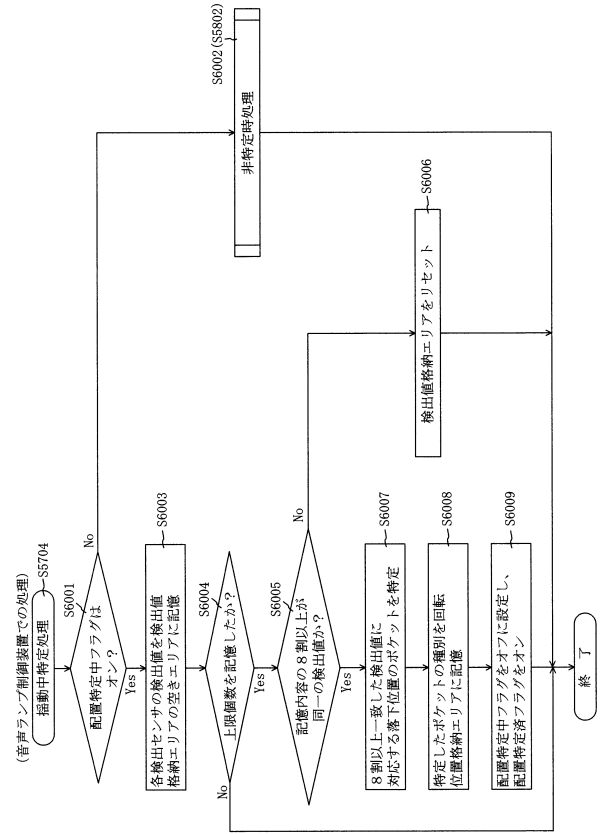 (音声ランプ制御装置での処理)
揺動中特定処理
S5704
S6001
配置特定中フラグは
オン?
No
Yes
S6002(S5802)
非特定時処理
各検出センサの検出値を検出値
格納エリアの空きエリアに記憶
S6003
S6004
上限個数を記憶したか?
No
Yes
S6005
記憶内容の8割以上が
同一の検出値か?
No
Yes
検出値格納エリアをリセット
S6006
8割以上一致した検出値に
対応する落下位置のポケットを特定
S6007
特定したポケットの種別を回転
位置格納エリアに記憶
S6008
配置特定中フラグをオフに設定し、
配置特定済フラグをオン
S6009
終 了